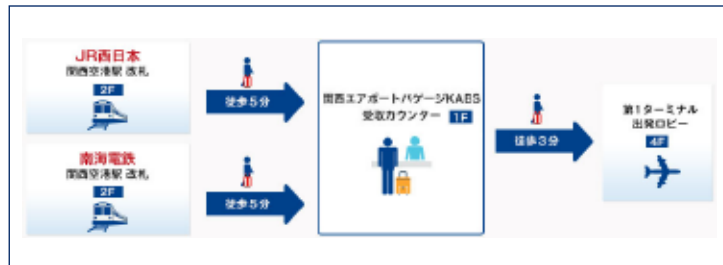 JR西日本
関西空港駅 改札
2F
徒歩5分
南海電鉄
関西空港駅 改札
2F
徒歩5分
関西エアポートバゲージKABS
受取カウンター 1F
徒歩3分
第1ターミナル
出発ロビー
4F